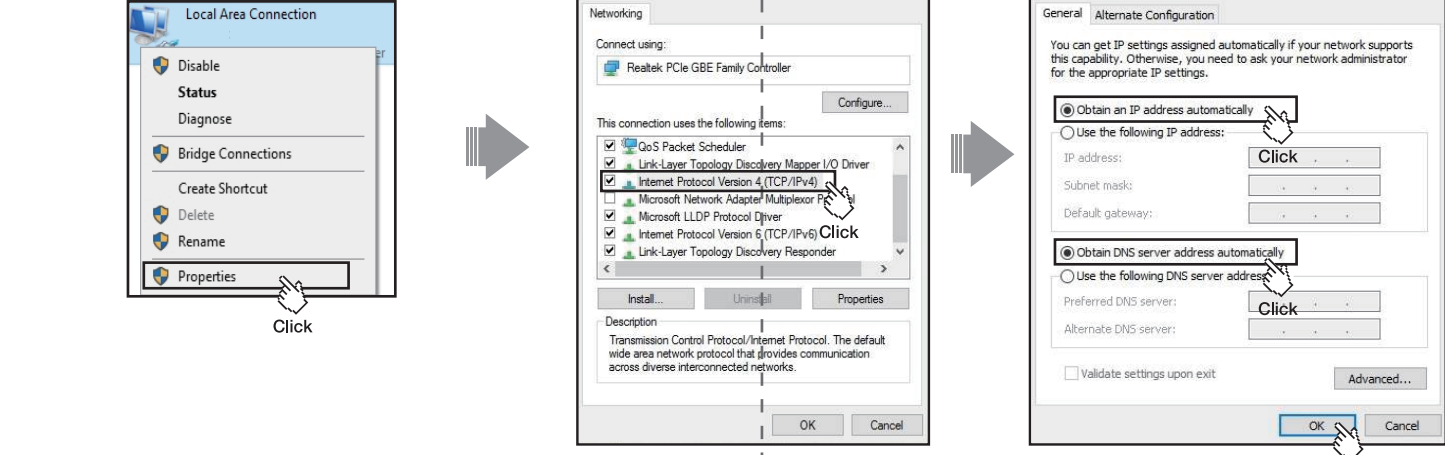 Local Area Connection
er
Disable
Status
Diagnose
Bridge Connections
Create Shortcut
Delete
Rename
Properties
Click
Networking
Connect using:
Realtek PCIe GBE Family Controller
Configure...
This connection uses the following items:
QoS Packet Scheduler
Link-Layer Topology Discovery Mapper I/O Driver
Internet Protocol Version 4 (TCP/IPv4)
Microsoft Network Adapter Multiplexor
Microsoft LLDP Protocol Driver
Internet Protocol Version 6 (TCP/IPv6)
Click
Link-Layer Topology Discovery Responder
Install...
Uninstall
Properties
Description
Transmission Control Protocol/Internet Protocol. The default
wide area network protocol that provides communication
across diverse interconnected networks.
OK
Cancel
General
Alternate Configuration
You can get IP settings assigned automatically if your network supports
this capability. Otherwise, you need to ask your network administrator
for the appropriate IP settings.
Obtain an IP address automatically
Use the following IP address:
IP address:
Click
Subnet mask:
Default gateway:
Obtain DNS server address automatically
Use the following DNS server
Preferred DNS server:
Click
Alternate DNS server:
Validate settings upon exit
Advanced...
OK
Cancel